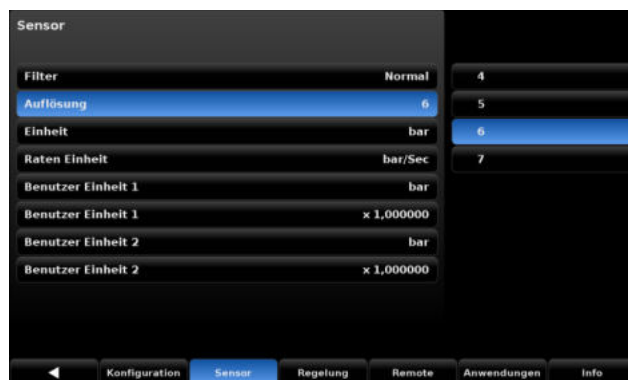 Sensor
Filter Normal
Auflösung 6
Einheit bar
Raten Einheit bar/Sec
Benutzer Einheit 1 bar
Benutzer Einheit 1 x 1,000000
Benutzer Einheit 2 bar
Benutzer Einheit 2 x 1,000000
4
5
6
7
Konfiguration Sensor Regelung Remote Anwendungen Info